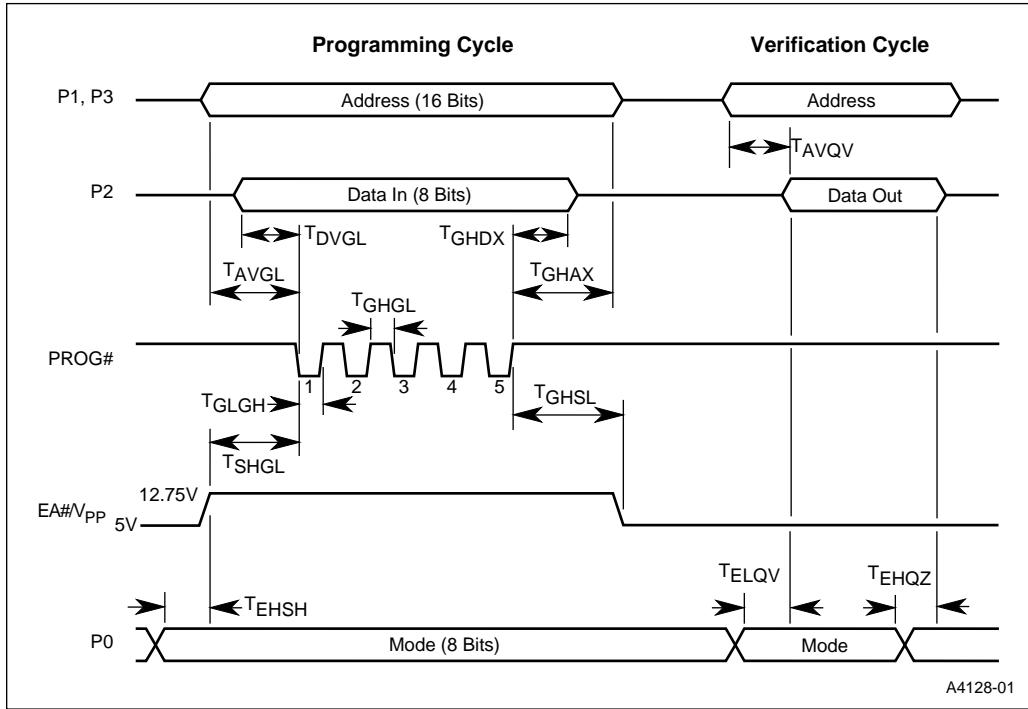 Programming Cycle
Verification Cycle
P1, P3
Address (16 Bits)
Address
TAVQV
P2
Data In (8 Bits)
Data Out
TDVGL
TGHDX
TAVGL
TGHAX
TGHGL
PROG#
1 2 3 4 5
TGLGH
TGHSL
TSHGL
12.75V
EA#/VPP
5V
TELQV
TEHQZ
TEHSH
P0
Mode (8 Bits)
Mode
A4128-01